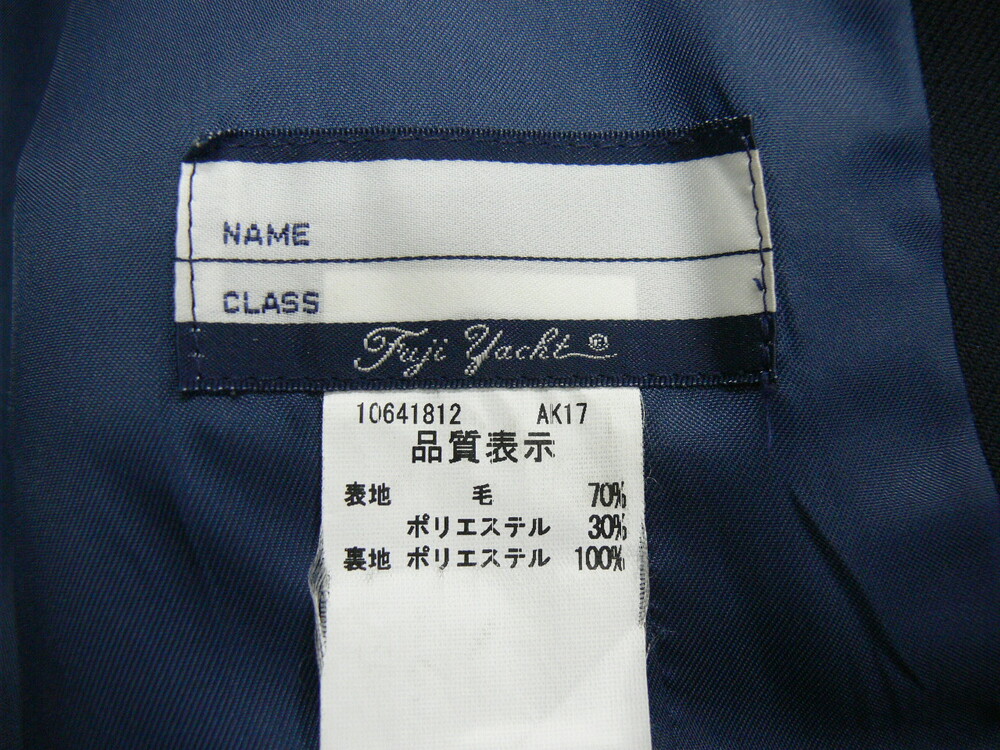 NAME
CLASS
Fuji Yacht®
10641812 AK17
品質表示
表地 毛 70%
ポリエステル 30%
裏地 ポリエステル 100%